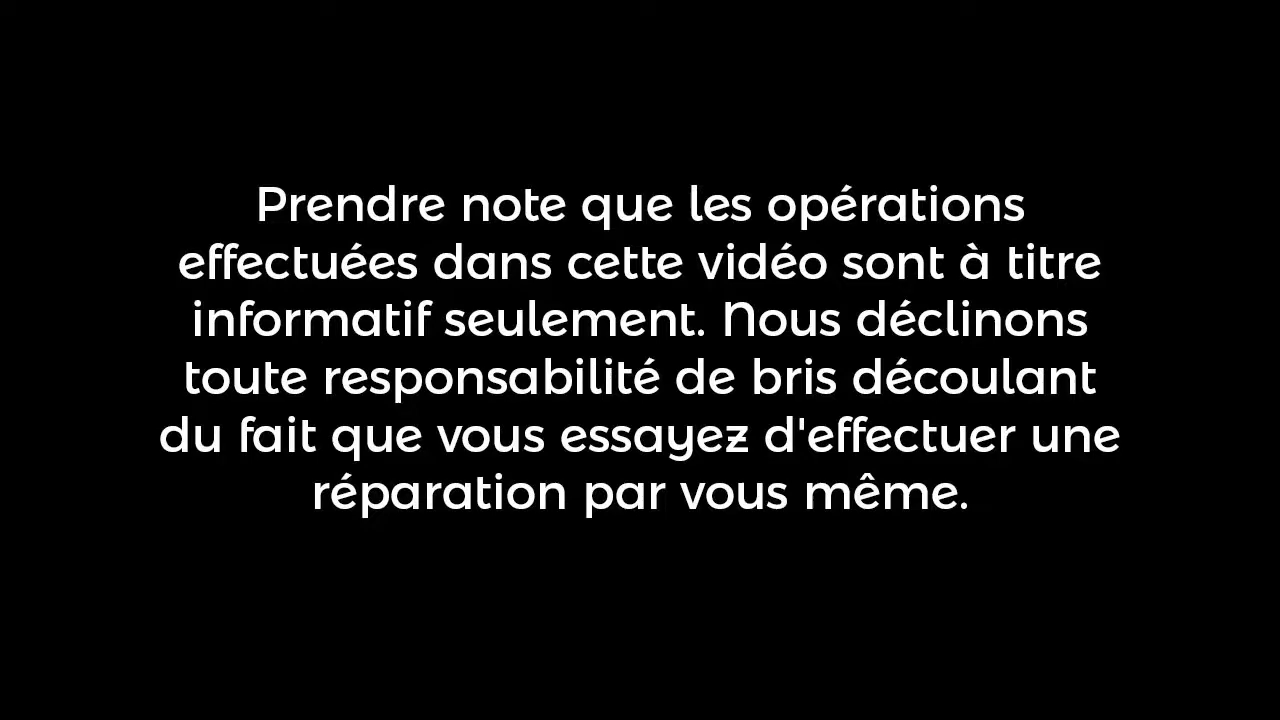 Prendre note que les opérations
effectuées dans cette vidéo sont à titre
informatif seulement. Nous déclinons
toute responsabilité de bris découlant
du fait que vous essayez d'effectuer une
réparation par vous même.